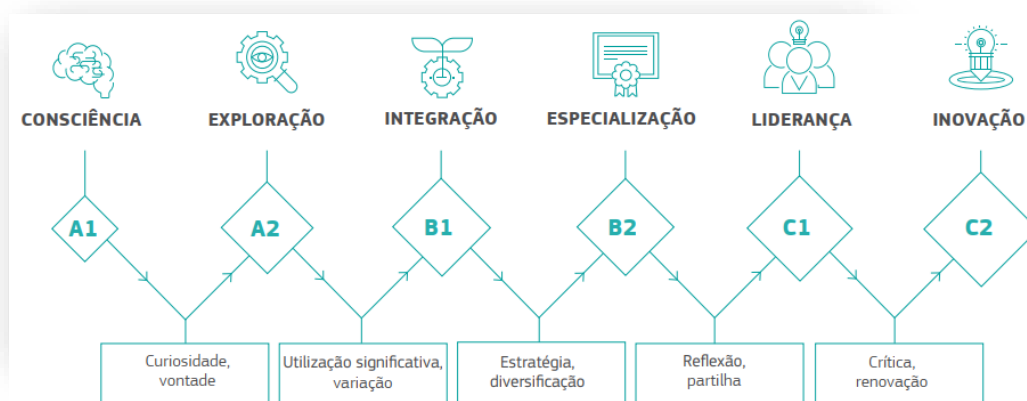 CONSCIÊNCIA
EXPLORAÇÃO
INTEGRAÇÃO
ESPECIALIZAÇÃO
LIDERANÇA
INOVAÇÃO
A1
A2
B1
B2
C1
C2
Curiosidade,
vontade
Utilização significativa,
variação
Estratégia,
diversificação
Reflexão,
partilha
Crítica,
renovação